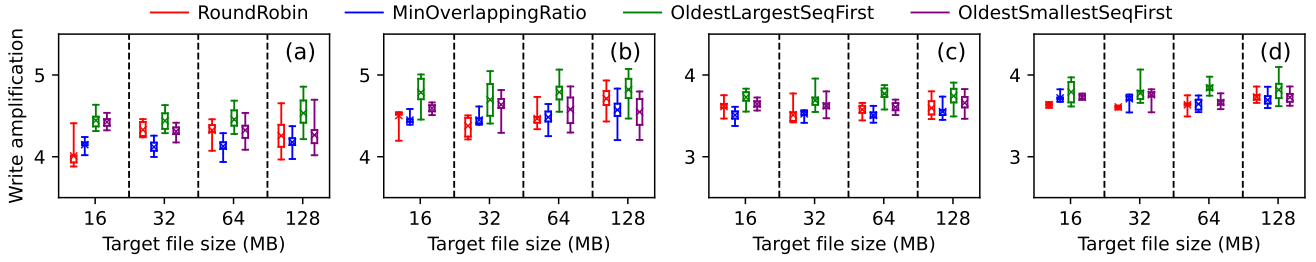 RoundRobin MinOverlappingRatio OldestLargestSeqFirst OldestSmallestSeqFirst
Write amplification
(a)
5
4
16 32 64 128
Target file size (MB)
(b)
5
4
16 32 64 128
Target file size (MB)
(c)
4
3
16 32 64 128
Target file size (MB)
(d)
4
3
16 32 64 128
Target file size (MB)